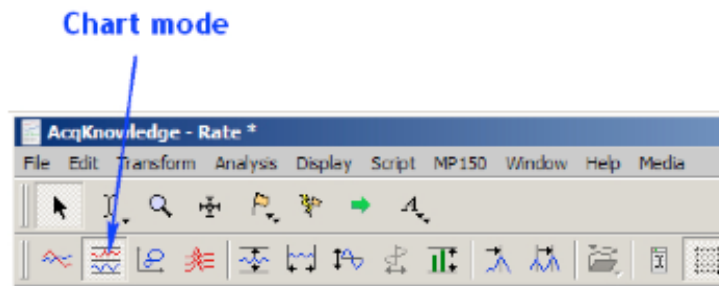 Chart mode
AcqKnowledge - Rate *
File Edit Transform Analysis Display Script MP150 Window Help Media